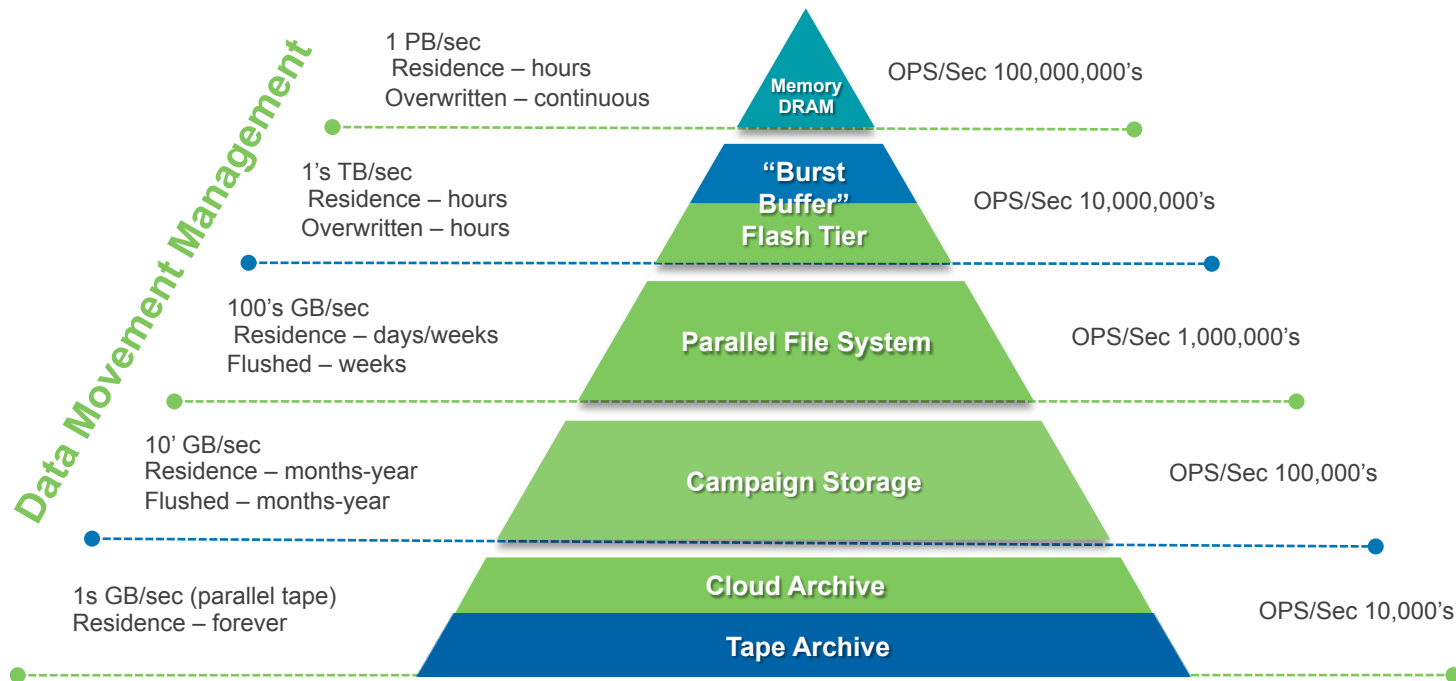 Data Movement Management
1 PB/sec
Residence – hours
Overwritten – continuous
Memory
DRAM
OPS/Sec 100,000,000’s
1’s TB/sec
Residence – hours
Overwritten – hours
“Burst
Buffer”
Flash Tier
OPS/Sec 10,000,000’s
100’s GB/sec
Residence – days/weeks
Flushed – weeks
Parallel File System
OPS/Sec 1,000,000’s
10’ GB/sec
Residence – months-year
Flushed – months-year
Campaign Storage
OPS/Sec 100,000’s
1s GB/sec (parallel tape)
Residence – forever
Cloud Archive
Tape Archive
OPS/Sec 10,000’s